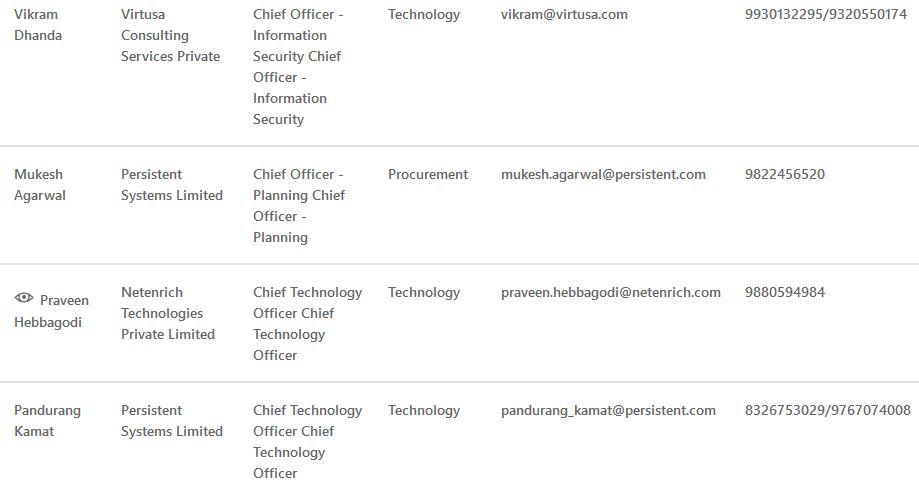 Vikram Dhanda
Virtusa Consulting Services Private
Chief Officer - Information Security Chief Officer - Information Security
Technology
vikram@virtusa.com
9930132295/9320550174
Mukesh Agarwal
Persistent Systems Limited
Chief Officer - Planning Chief Officer - Planning
Procurement
mukesh.agarwal@persistent.com
9822456520
Praveen Hebbagodi
Netenrich Technologies Private Limited
Chief Technology Officer Chief Technology Officer
Technology
praveen.hebbagodi@netenrich.com
9880594984
Pandurang Kamat
Persistent Systems Limited
Chief Technology Officer Chief Technology Officer
Technology
pandurang_kamat@persistent.com
8326753029/9767074008